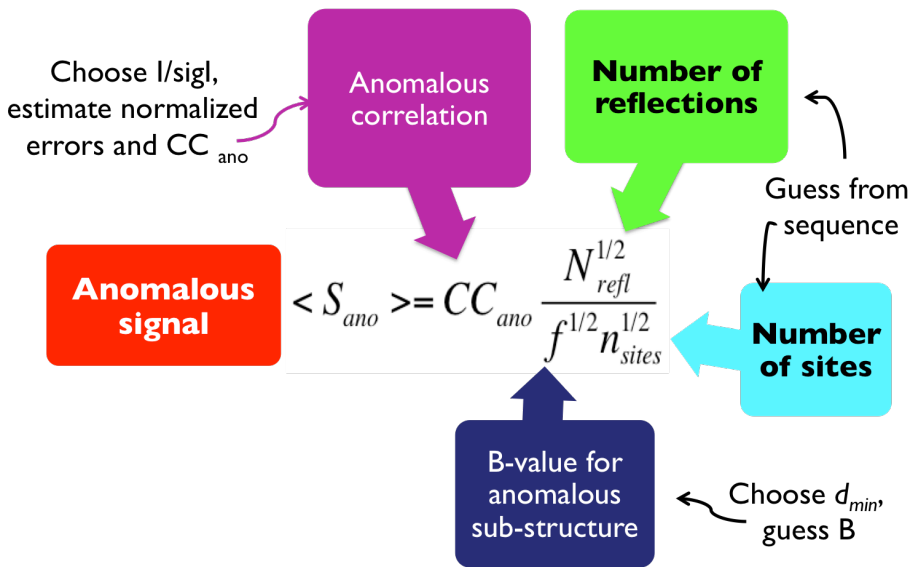 Choose I/sigI,
estimate normalized
errors and CC ano
Anomalous
correlation
Number of
reflections
Guess from
sequence
Anomalous
signal
< S_ano >= CC_ano N_refl^1/2 / f^1/2 n_sites^1/2
Number
of sites
B-value for
anomalous
sub-structure
Choose d_min,
guess B